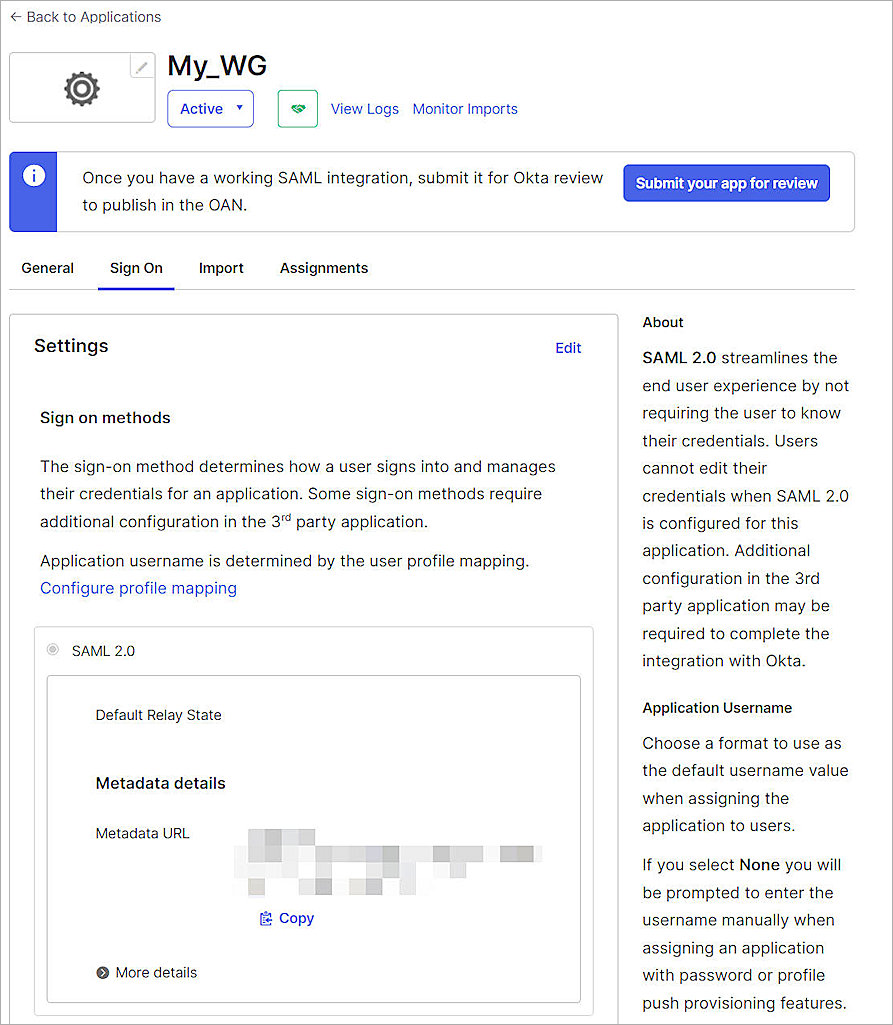 ← Back to Applications
My_WG
Active
View Logs
Monitor Imports
Once you have a working SAML integration, submit it for Okta review
to publish in the OAN.
Submit your app for review
General
Sign On
Import
Assignments
Settings
Edit
Sign on methods
The sign-on method determines how a user signs into and manages
their credentials for an application. Some sign-on methods require
additional configuration in the 3rd party application.
Application username is determined by the user profile mapping.
Configure profile mapping
SAML 2.0
Default Relay State
Metadata details
Metadata URL
Copy
More details
About
SAML 2.0 streamlines the
end user experience by not
requiring the user to know
their credentials. Users
cannot edit their
credentials when SAML 2.0
is configured for this
application. Additional
configuration in the 3rd
party application may be
required to complete the
integration with Okta.
Application Username
Choose a format to use as
the default username value
when assigning the
application to users.
If you select None you will
be prompted to enter the
username manually when
assigning an application
with password or profile
push provisioning features.